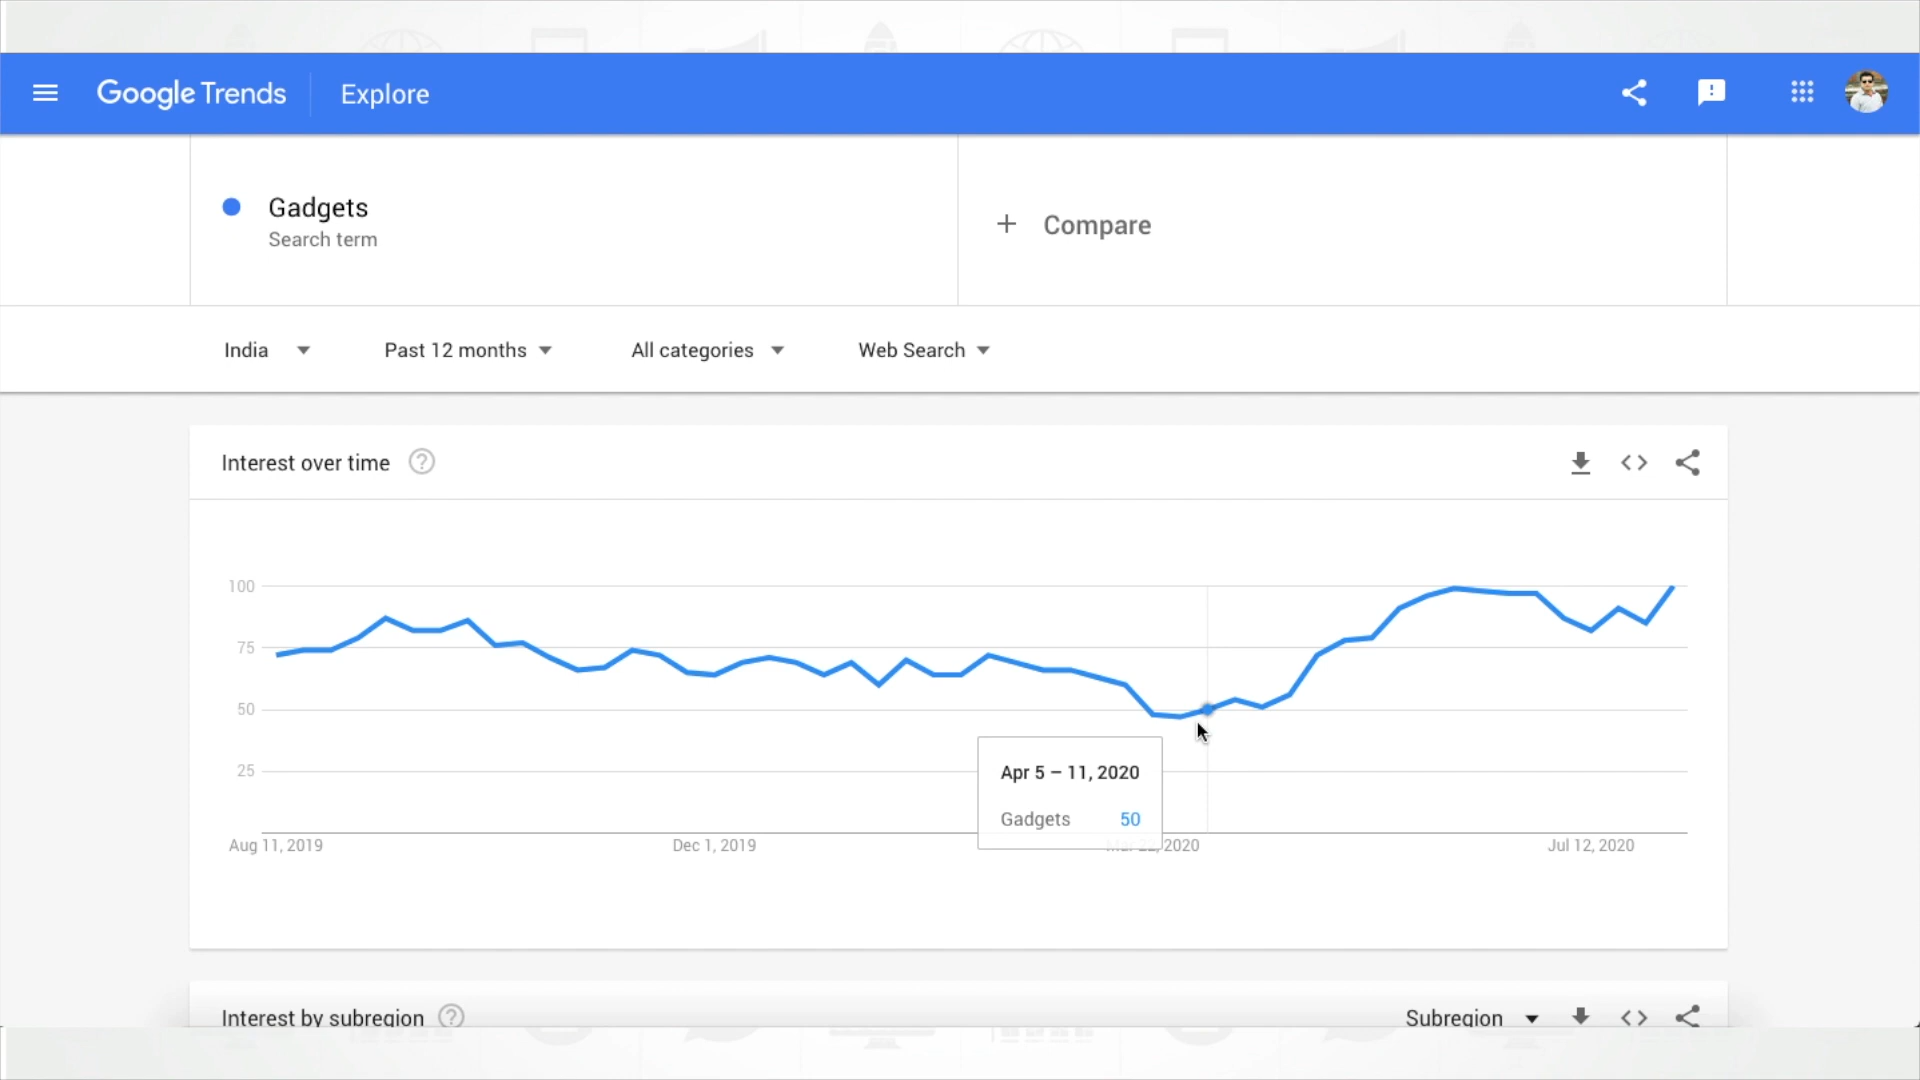 Google Trends Explore
Gadgets
Search term
+ Compare
India Past 12 months All categories Web Search
Interest over time
100
75
50
25
Apr 5 – 11, 2020
Gadgets 50
Aug 11, 2019 Dec 1, 2019 2020 Jul 12, 2020
Interest by subregion Subregion